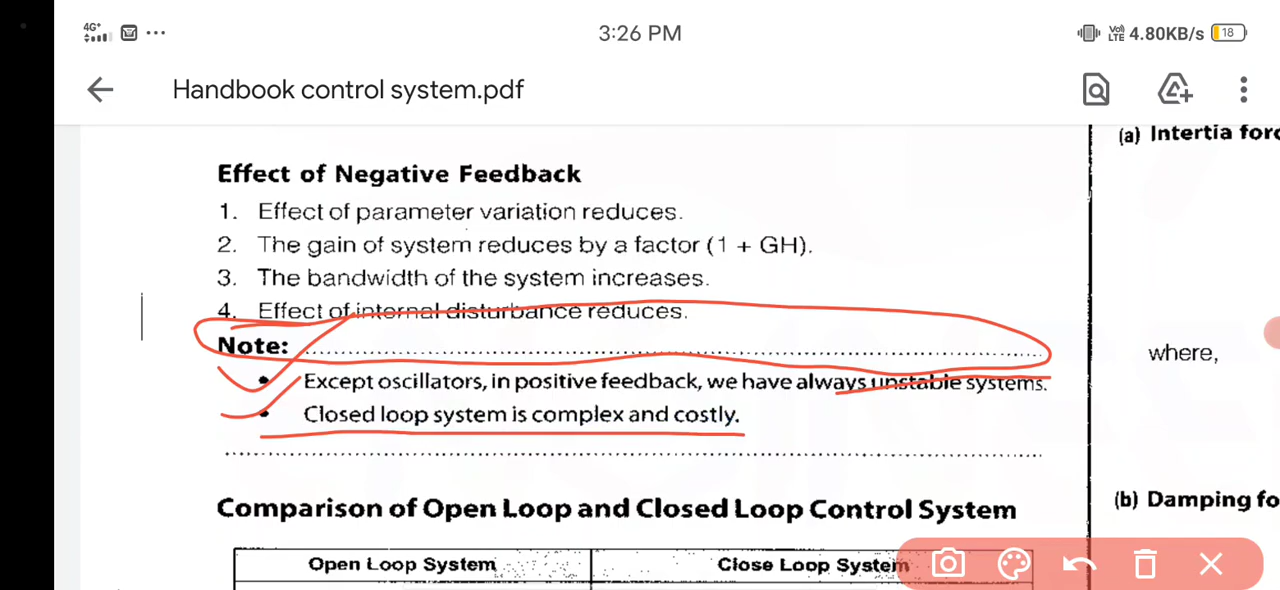 4G+
3:26 PM
Vo) LTE 4.80KB/s 18
Handbook control system.pdf
Effect of Negative Feedback
1. Effect of parameter variation reduces.
2. The gain of system reduces by a factor (1 + GH).
3. The bandwidth of the system increases.
4. Effect of internal disturbance reduces.
Note:
• Except oscillators, in positive feedback, we have always unstable systems.
• Closed loop system is complex and costly.
Comparison of Open Loop and Closed Loop Control System
Open Loop System Close Loop System
(a) Intertia forc
where,
(b) Damping fo